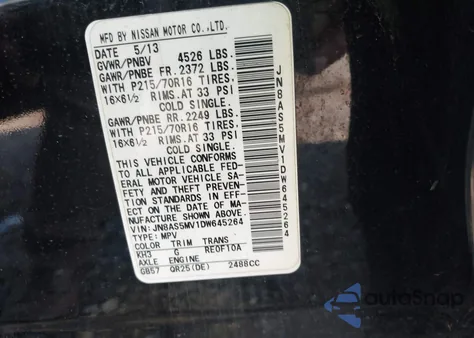 MFD BY NISSAN MOTOR CO.,LTD.
DATE 5/13
GVWR/PNBV 4526 LBS.
GAWR/PNBE FR.2372 LBS.
WITH P215/70R16 TIRES,
16X6½ RIMS.AT 33 PSI
COLD SINGLE.
GAWR/PNBE RR.2249 LBS.
WITH P215/70R16 TIRES,
16X6½ RIMS.AT 33 PSI
COLD SINGLE.
THIS VEHICLE CONFORMS
TO ALL APPLICABLE FED-
ERAL MOTOR VEHICLE SA-
FETY AND THEFT PREVEN-
TION STANDARDS IN EFF-
ECT ON THE DATE OF MA-
NUFACTURE SHOWN ABOVE.
VIN:JN8AS5MV1DW645264
MPV
COLOR TRIM TRANS
KH3 G RE0F10A
AXLE ENGINE
GB57 QR25(DE) 2488CC
JN8AS5MV1DW645264
AutoSnap